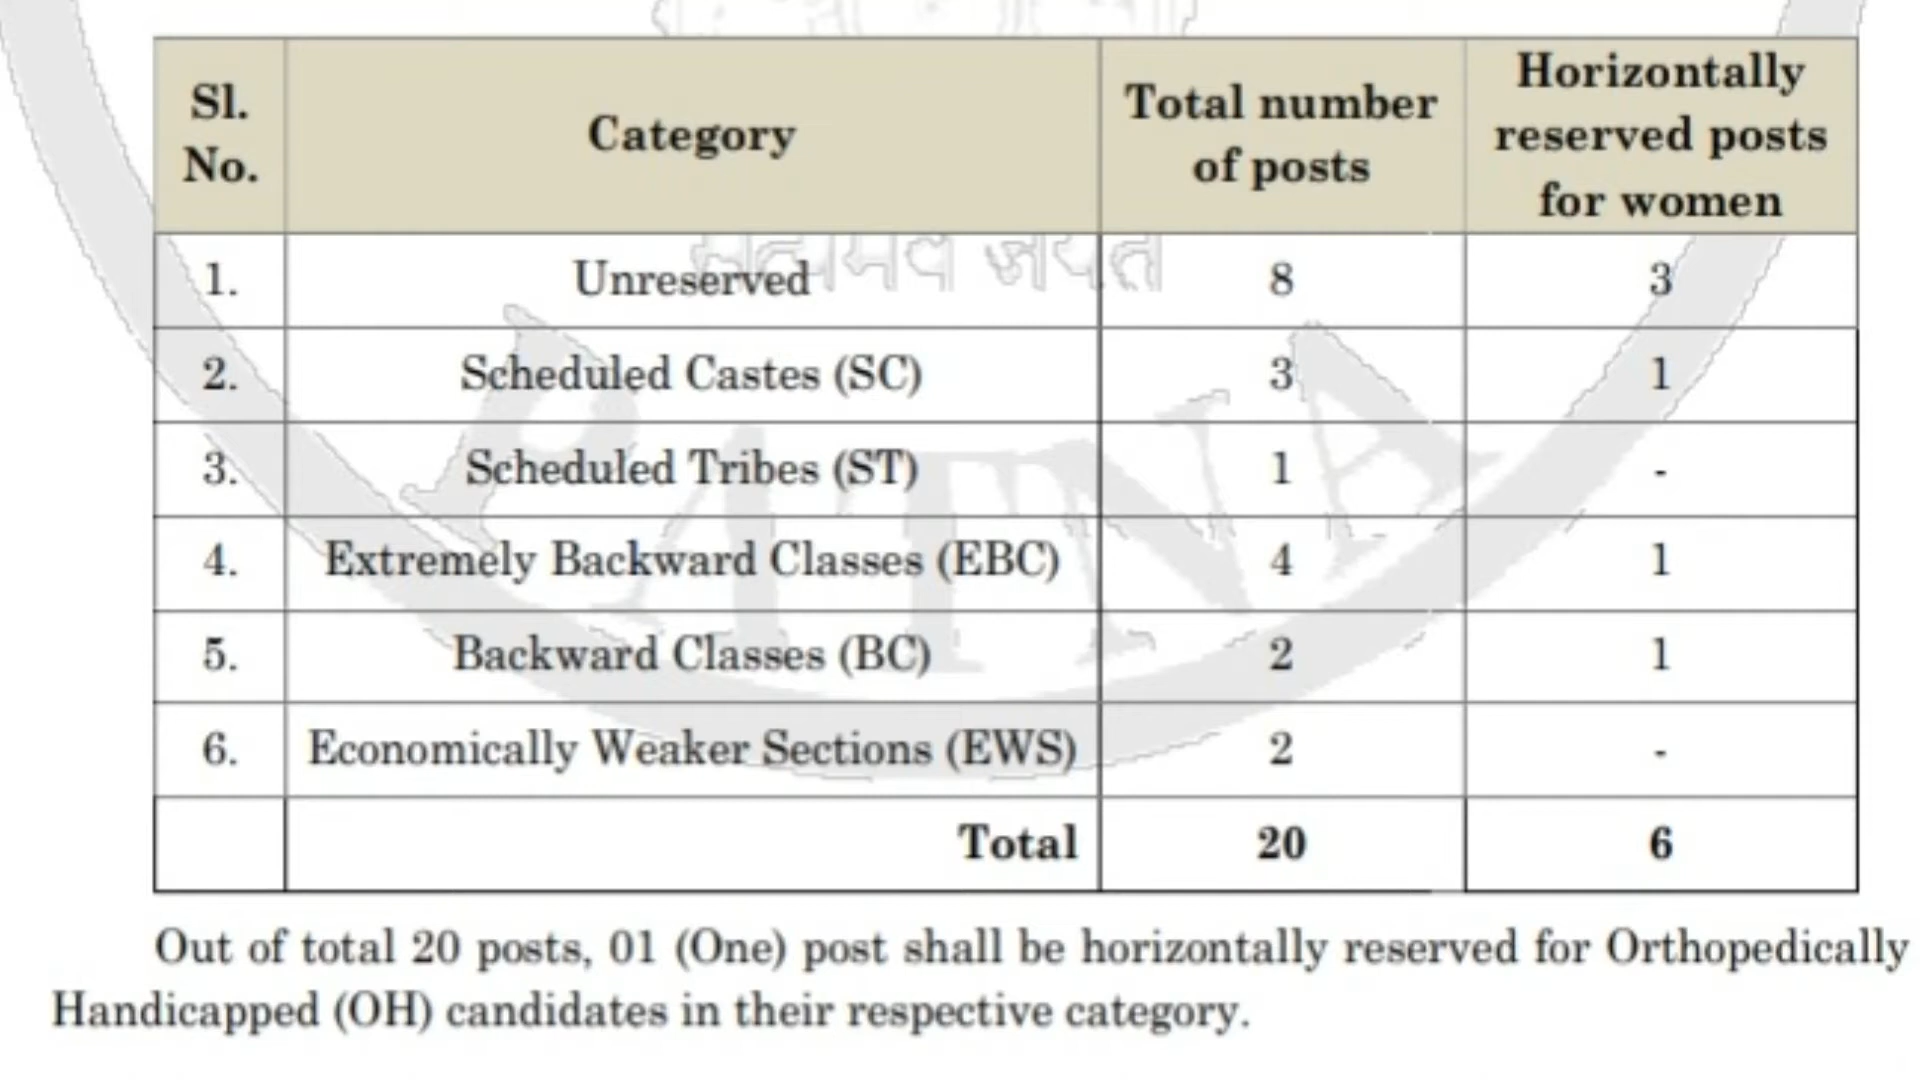 Sl. No. Category Total number of posts Horizontally reserved posts for women
1. Unreserved 8 3
2. Scheduled Castes (SC) 3 1
3. Scheduled Tribes (ST) 1 -
4. Extremely Backward Classes (EBC) 4 1
5. Backward Classes (BC) 2 1
6. Economically Weaker Sections (EWS) 2 -
Total 20 6
Out of total 20 posts, 01 (One) post shall be horizontally reserved for Orthopedically
Handicapped (OH) candidates in their respective category.
PATNA